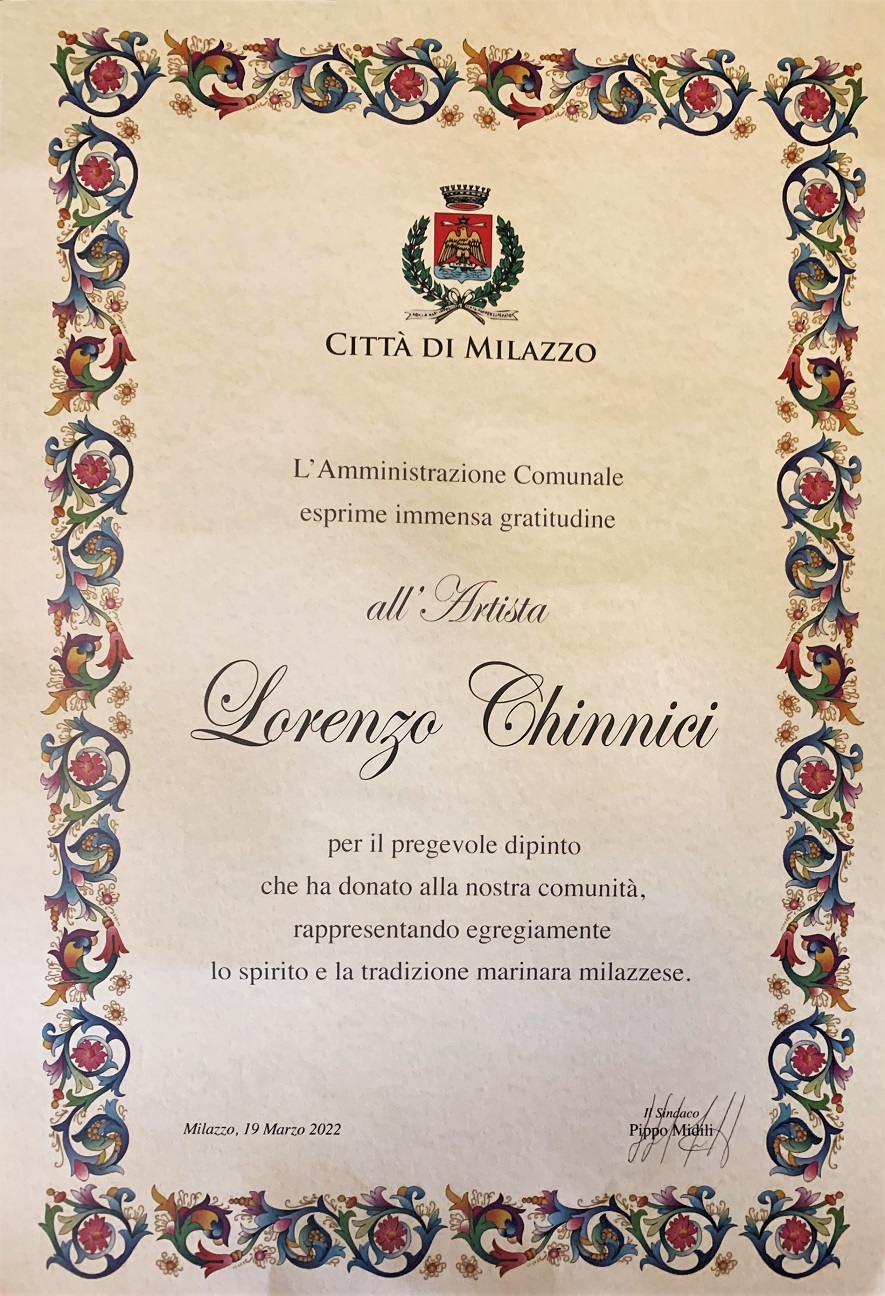 CITTÀ DI MILAZZO
L'Amministrazione Comunale
esprime immensa gratitudine
all'Artista
Lorenzo Chinnici
per il pregevole dipinto
che ha donato alla nostra comunità,
rappresentando egregiamente
lo spirito e la tradizione marinara milazzese.
Milazzo, 19 Marzo 2022
Il Sindaco
Pippo Midili